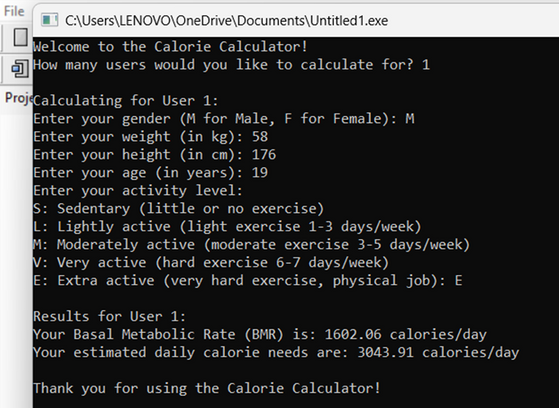 File
C:\Users\LENOVO\OneDrive\Documents\Untitled1.exe
Welcome to the Calorie Calculator!
How many users would you like to calculate for? 1
Proje
Calculating for User 1:
Enter your gender (M for Male, F for Female): M
Enter your weight (in kg): 58
Enter your height (in cm): 176
Enter your age (in years): 19
Enter your activity level:
S: Sedentary (little or no exercise)
L: Lightly active (light exercise 1-3 days/week)
M: Moderately active (moderate exercise 3-5 days/week)
V: Very active (hard exercise 6-7 days/week)
E: Extra active (very hard exercise, physical job): E
Results for User 1:
Your Basal Metabolic Rate (BMR) is: 1602.06 calories/day
Your estimated daily calorie needs are: 3043.91 calories/day
Thank you for using the Calorie Calculator!